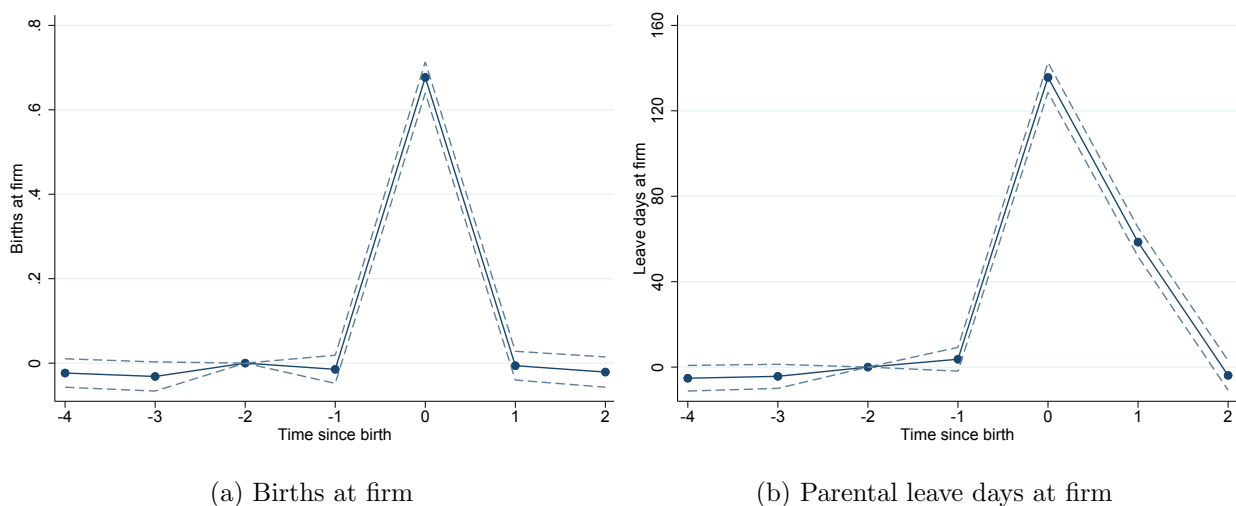 Births at firm
.8
.6
.4
.2
0
-4 -3 -2 -1 0 1 2
Time since birth
(a) Births at firm
Leave days at firm
160
120
80
40
0
-4 -3 -2 -1 0 1 2
Time since birth
(b) Parental leave days at firm